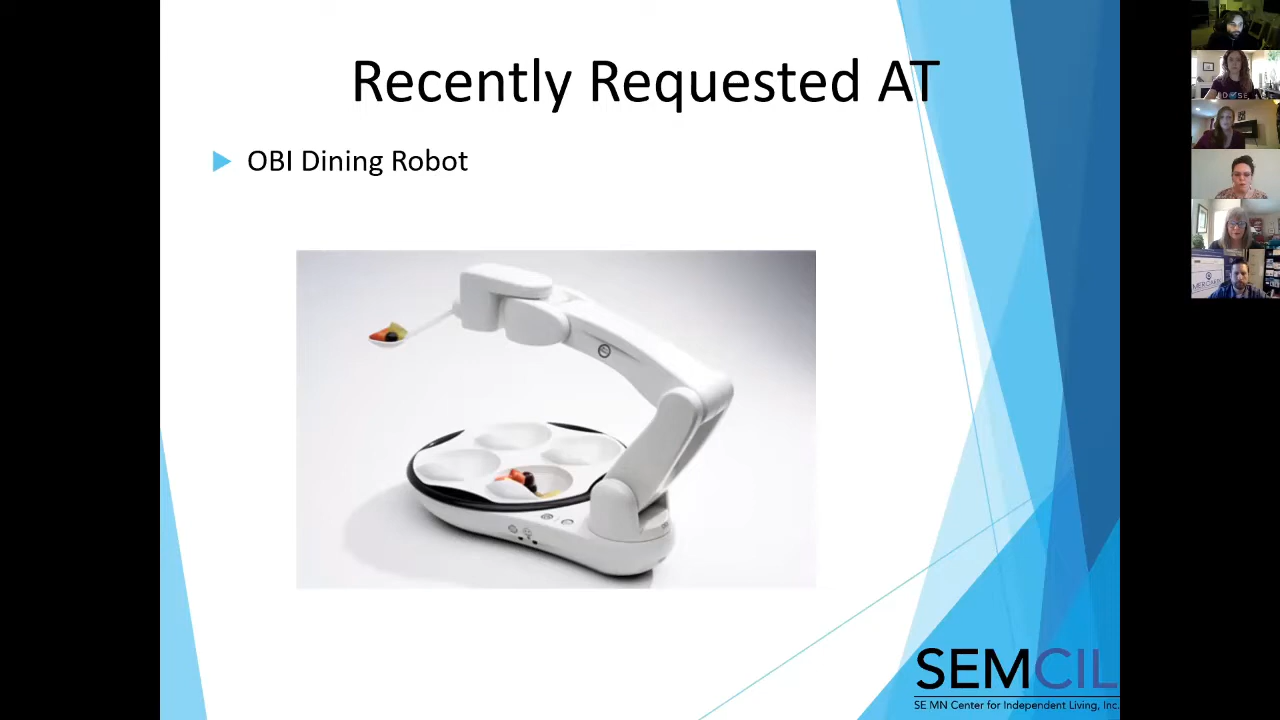 Recently Requested AT
OBI Dining Robot
SEMCIL
SE MN Center for Independent Living, Inc.